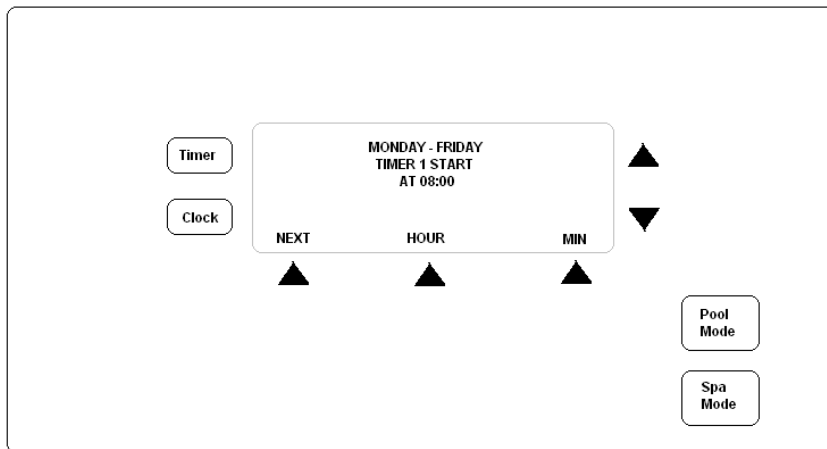 Timer
Clock
MONDAY - FRIDAY
TIMER 1 START
AT 08:00
NEXT HOUR MIN
Pool
Mode
Spa
Mode